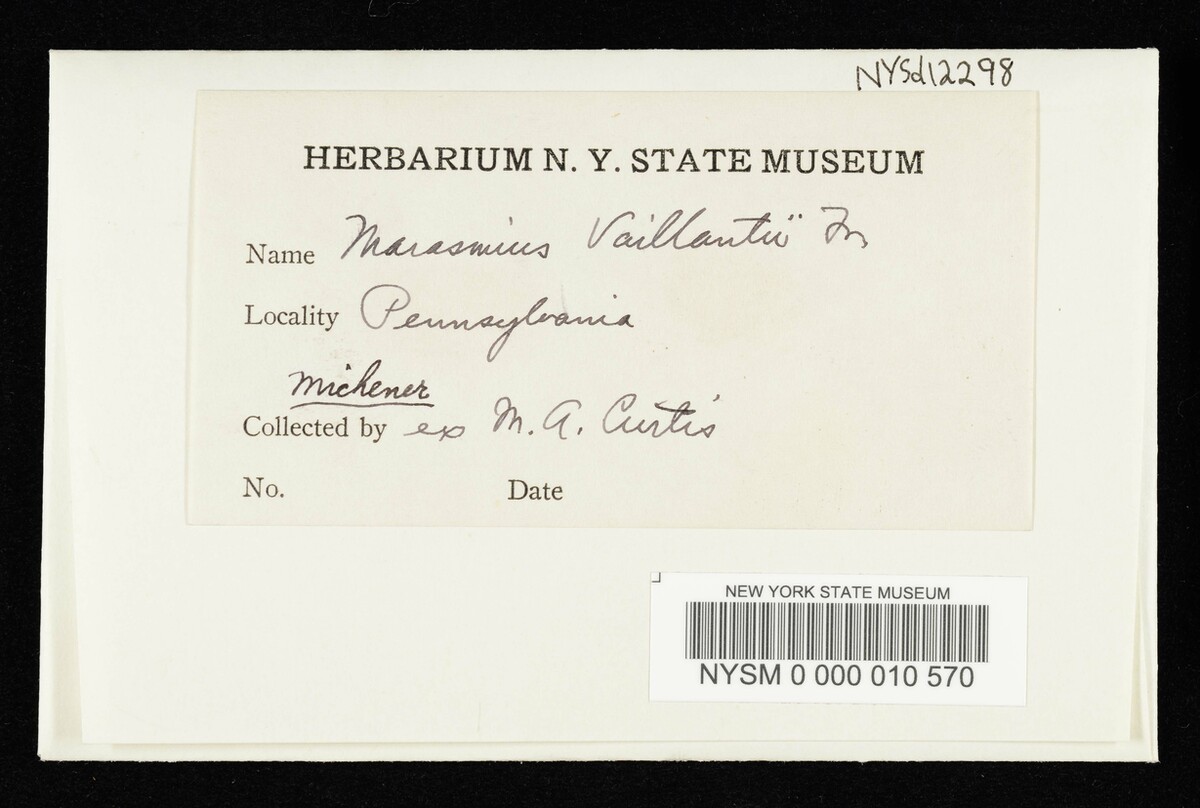 NYSd12298
HERBARIUM N. Y. STATE MUSEUM
Name Marasmius Vaillantii Fr
Locality Pennsylvania
Michener
Collected by ex M. A. Curtis
No. Date
NEW YORK STATE MUSEUM
NYSM 0 000 010 570